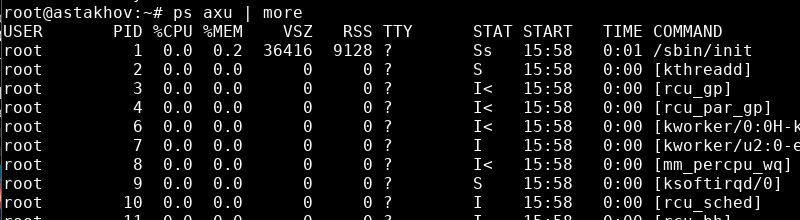 root@astakhov:~# ps axu | more
USER       PID %CPU %MEM    VSZ   RSS TTY      STAT START   TIME COMMAND
root         1  0.0  0.2  36416  9128 ?        Ss   15:58   0:01 /sbin/init
root         2  0.0  0.0      0     0 ?        S    15:58   0:00 [kthreadd]
root         3  0.0  0.0      0     0 ?        I<   15:58   0:00 [rcu_gp]
root         4  0.0  0.0      0     0 ?        I<   15:58   0:00 [rcu_par_gp]
root         6  0.0  0.0      0     0 ?        I<   15:58   0:00 [kworker/0:0H-k
root         7  0.0  0.0      0     0 ?        I    15:58   0:00 [kworker/u2:0-e
root         8  0.0  0.0      0     0 ?        I<   15:58   0:00 [mm_percpu_wq]
root         9  0.0  0.0      0     0 ?        S    15:58   0:00 [ksoftirqd/0]
root        10  0.0  0.0      0     0 ?        I    15:58   0:00 [rcu_sched]
root        11  0.0  0.0      0     0 ?        I    15:58   0:00 [rcu_bh]